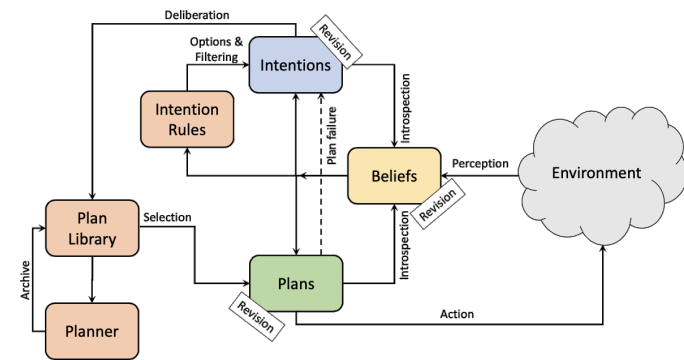 Deliberation
Options &
Filtering
Revision
Intentions
Intention
Rules
Plan failure
Introspection
Beliefs
Perception
Environment
Revision
Plan
Library
Selection
Introspection
Plans
Revision
Archive
Planner
Action